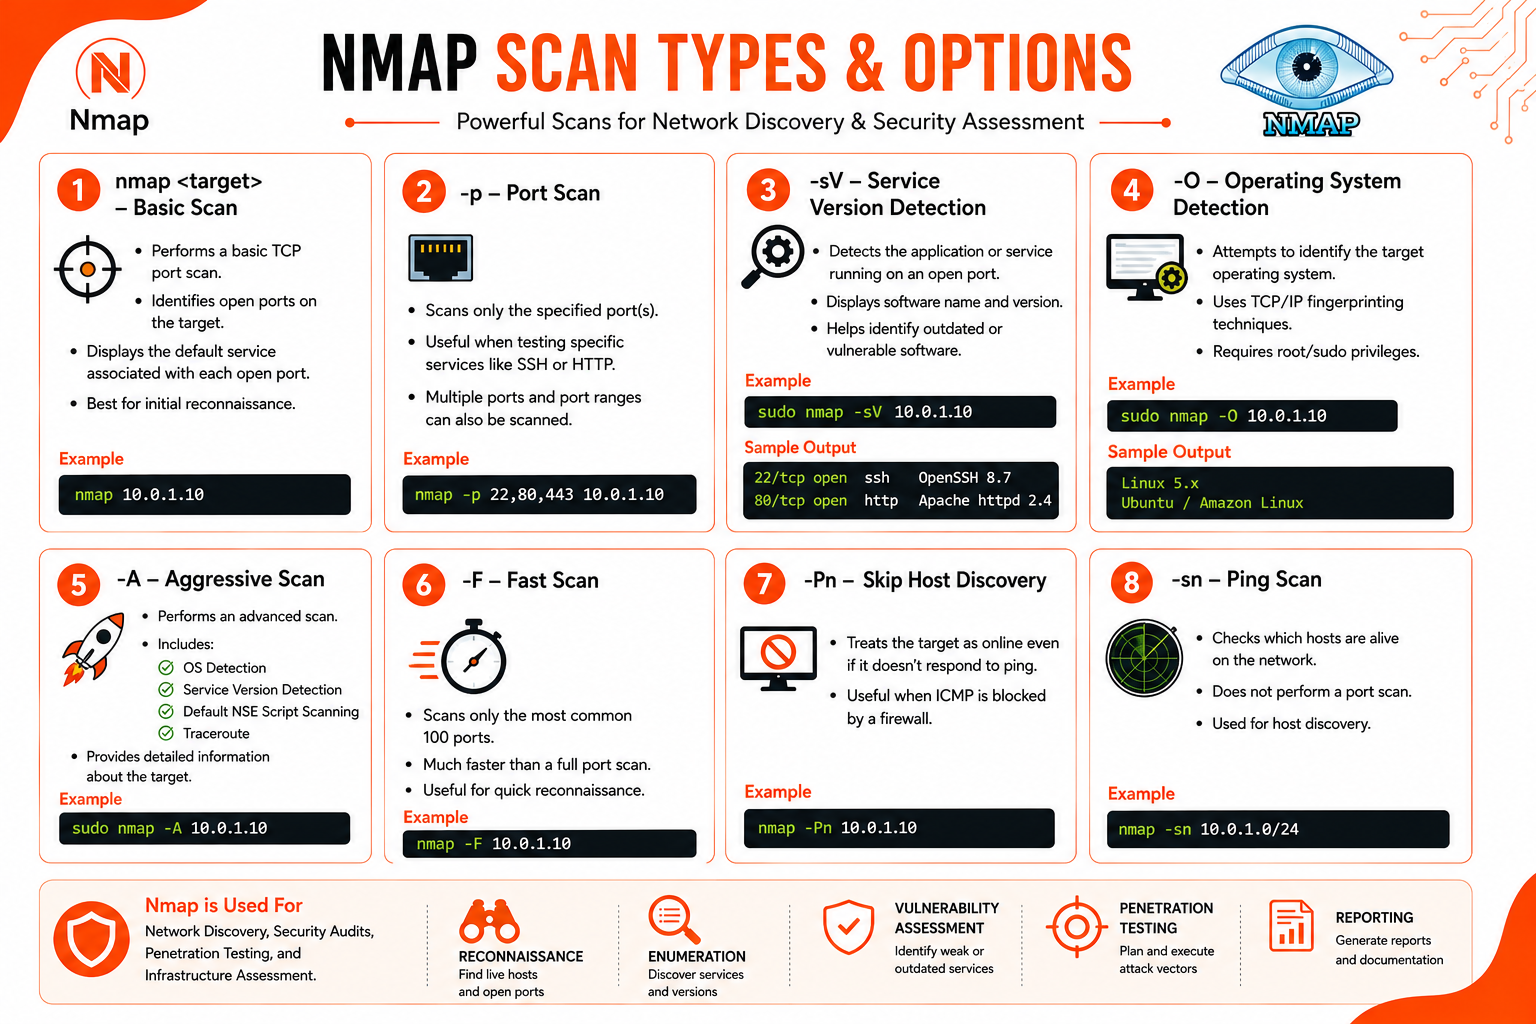 N
Nmap
NMAP SCAN TYPES & OPTIONS
Powerful Scans for Network Discovery & Security Assessment
NMAP
1
nmap <target>
– Basic Scan
• Performs a basic TCP
port scan.
• Identifies open ports on
the target.
• Displays the default service
associated with each open port.
• Best for initial reconnaissance.
Example
nmap 10.0.1.10
2
-p – Port Scan
• Scans only the specified port(s).
• Useful when testing specific
services like SSH or HTTP.
• Multiple ports and port ranges
can also be scanned.
Example
nmap -p 22,80,443 10.0.1.10
3
-sV – Service
Version Detection
• Detects the application or service
running on an open port.
• Displays software name and version.
• Helps identify outdated or
vulnerable software.
Example
sudo nmap -sV 10.0.1.10
Sample Output
22/tcp open ssh OpenSSH 8.7
80/tcp open http Apache httpd 2.4
4
-O – Operating System
Detection
• Attempts to identify the target
operating system.
• Uses TCP/IP fingerprinting
techniques.
• Requires root/sudo privileges.
Example
sudo nmap -O 10.0.1.10
Sample Output
Linux 5.x
Ubuntu / Amazon Linux
5
-A – Aggressive Scan
• Performs an advanced scan.
• Includes:
OS Detection
Service Version Detection
Default NSE Script Scanning
Traceroute
• Provides detailed information
about the target.
Example
sudo nmap -A 10.0.1.10
6
-F – Fast Scan
• Scans only the most common
100 ports.
• Much faster than a full port scan.
• Useful for quick reconnaissance.
Example
nmap -F 10.0.1.10
7
-Pn – Skip Host Discovery
• Treats the target as online even
if it doesn't respond to ping.
• Useful when ICMP is blocked
by a firewall.
Example
nmap -Pn 10.0.1.10
8
-sn – Ping Scan
• Checks which hosts are alive
on the network.
• Does not perform a port scan.
• Used for host discovery.
Example
nmap -sn 10.0.1.0/24
Nmap is Used For
Network Discovery, Security Audits,
Penetration Testing, and
Infrastructure Assessment.
RECONNAISSANCE
Find live hosts
and open ports
ENUMERATION
Discover services
and versions
VULNERABILITY
ASSESSMENT
Identify weak or
outdated services
PENETRATION
TESTING
Plan and execute
attack vectors
REPORTING
Generate reports
and documentation